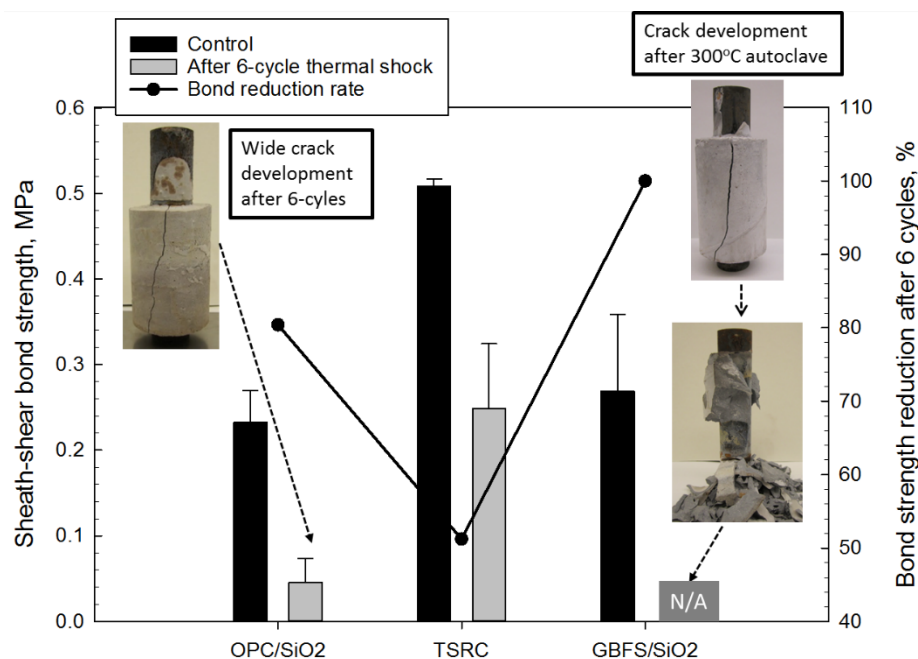 Control
After 6-cycle thermal shock
Bond reduction rate
Crack development
after 300°C autoclave
Wide crack
development
after 6-cyles
Sheath-shear bond strength, MPa
0.6
0.5
0.4
0.3
0.2
0.1
0.0
110
100
90
80
70
60
50
40
Bond strength reduction after 6 cycles, %
N/A
OPC/SiO2
TSRC
GBFS/SiO2